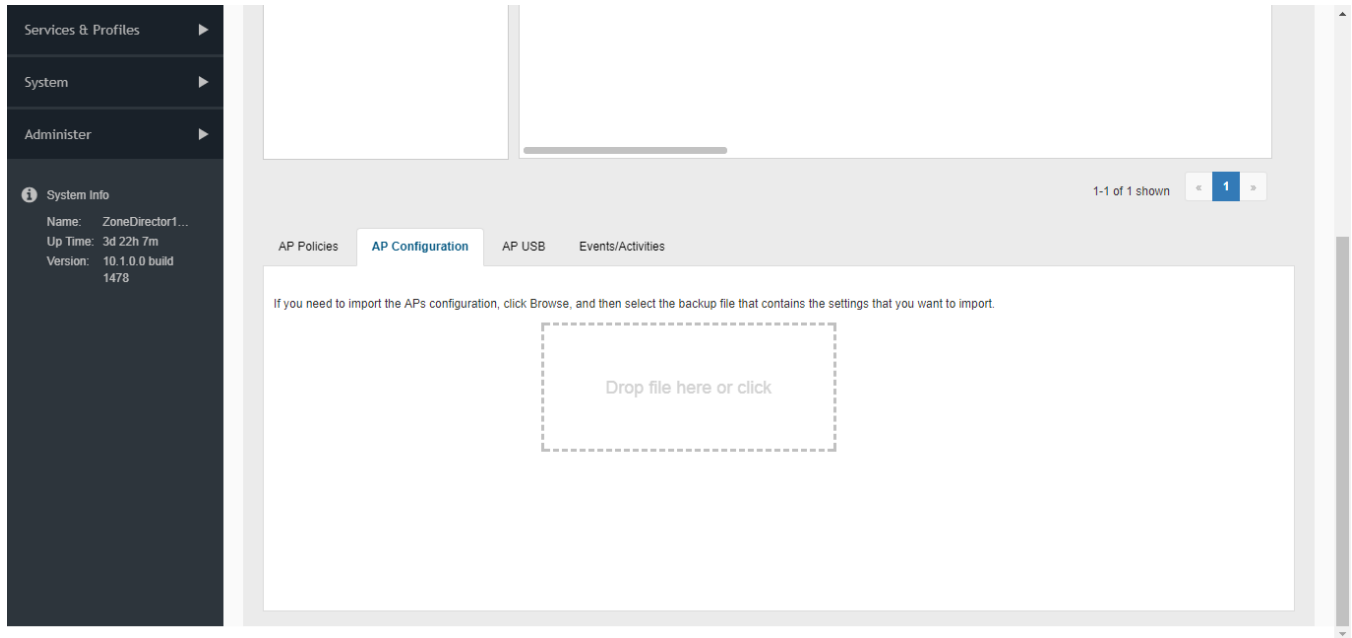 Services & Profiles
System
Administer
System Info
Name: ZoneDirector1...
Up Time: 3d 22h 7m
Version: 10.1.0.0 build
1478
1-1 of 1 shown « 1 »
AP Policies AP Configuration AP USB Events/Activities
If you need to import the APs configuration, click Browse, and then select the backup file that contains the settings that you want to import.
Drop file here or click